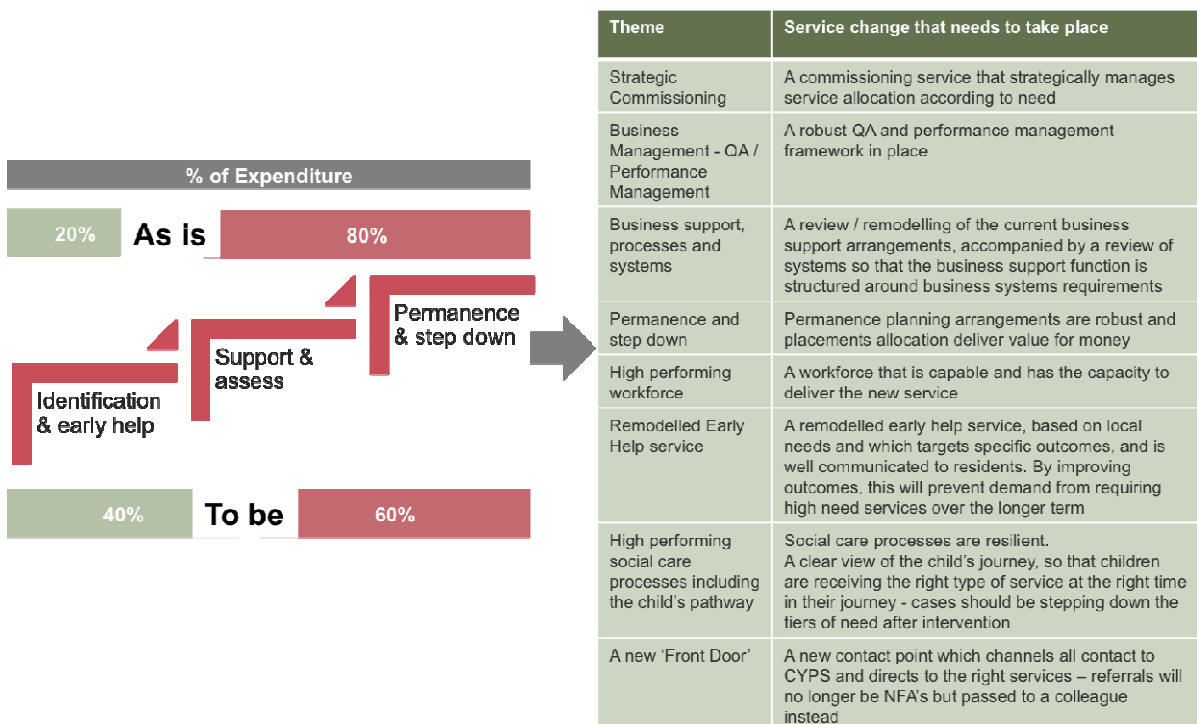 % of Expenditure
20%
As is
80%
Permanence
& step down
Support &
assess
Identification
& early help
40%
To be
60%
Theme
Service change that needs to take place
Strategic
Commissioning
A commissioning service that strategically manages
service allocation according to need
Business
Management - QA /
Performance
Management
A robust QA and performance management
framework in place
Business support,
processes and
systems
A review / remodelling of the current business
support arrangements, accompanied by a review of
systems so that the business support function is
structured around business systems requirements
Permanence and
step down
Permanence planning arrangements are robust and
placements allocation deliver value for money
High performing
workforce
A workforce that is capable and has the capacity to
deliver the new service
Remodelled Early
Help service
A remodelled early help service, based on local
needs and which targets specific outcomes, and is
well communicated to residents. By improving
outcomes, this will prevent demand from requiring
high need services over the longer term
High performing
social care
processes including
the child's pathway
Social care processes are resilient.
A clear view of the child's journey, so that children
are receiving the right type of service at the right time
in their journey - cases should be stepping down the
tiers of need after intervention
A new 'Front Door'
A new contact point which channels all contact to
CYPS and directs to the right services – referrals will
no longer be NFA's but passed to a colleague
instead